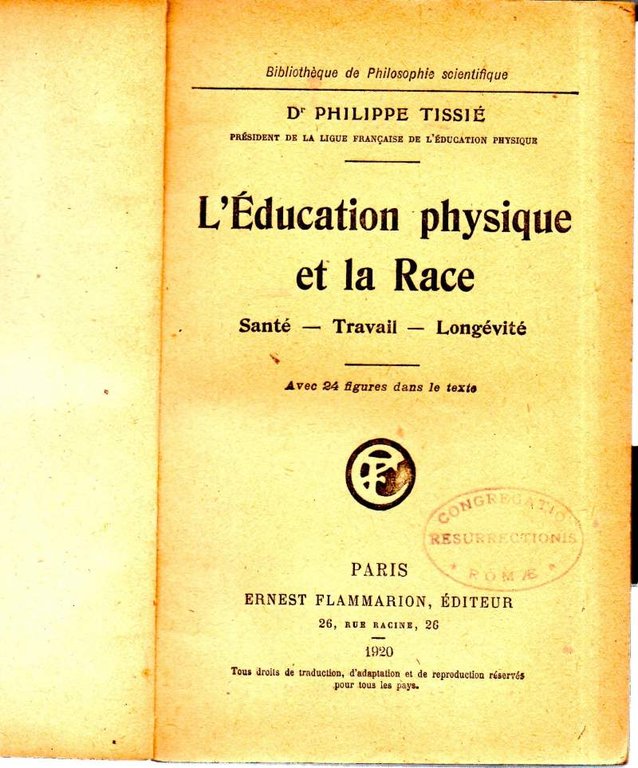 Bibliothèque de Philosophie scientifique
Dr PHILIPPE TISSIÉ
PRÉSIDENT DE LA LIGUE FRANÇAISE DE L'ÉDUCATION PHYSIQUE
L'Éducation physique
et la Race
Santé — Travail — Longévité
Avec 24 figures dans le texte
CONGREGATIO
RESURRECTIONIS
* ROMÆ *
PARIS
ERNEST FLAMMARION, ÉDITEUR
26, RUE RACINE, 26
1920
Tous droits de traduction, d'adaptation et de reproduction réservés
pour tous les pays.